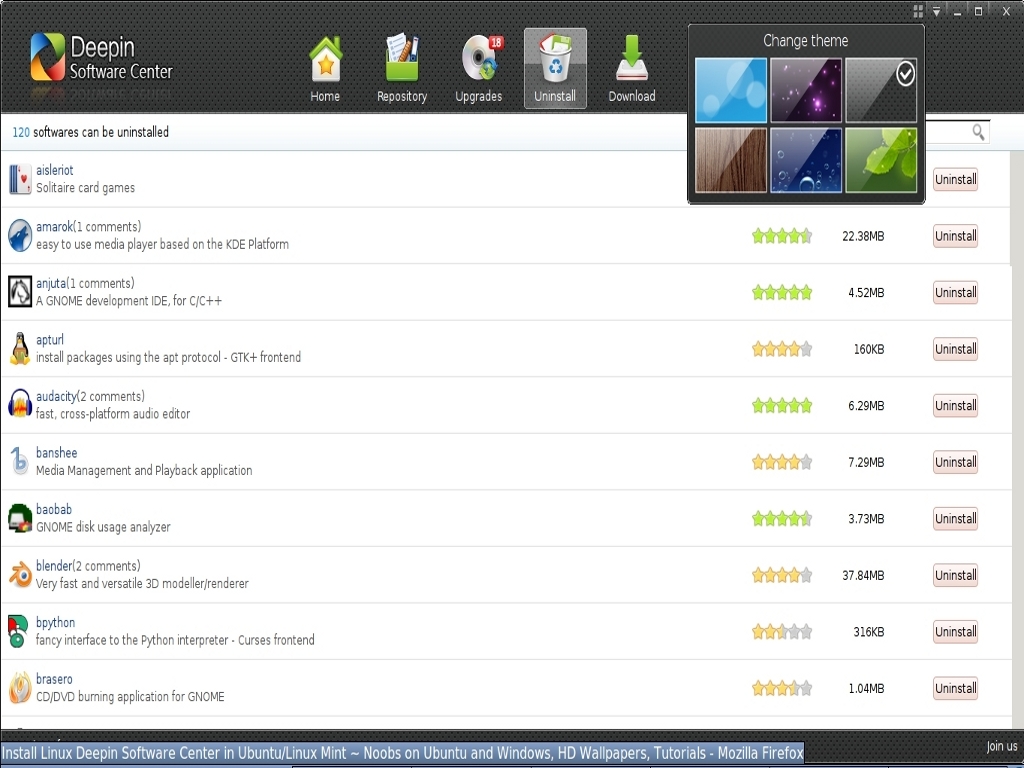 Deepin
Software Center
Home
Repository
18
Upgrades
Uninstall
Download
Change theme
120 softwares can be uninstalled
aisleriot
Solitaire card games
Uninstall
amarok(1 comments)
easy to use media player based on the KDE Platform
22.38MB
Uninstall
anjuta(1 comments)
A GNOME development IDE, for C/C++
4.52MB
Uninstall
apturl
install packages using the apt protocol - GTK+ frontend
160KB
Uninstall
audacity(2 comments)
fast, cross-platform audio editor
6.29MB
Uninstall
banshee
Media Management and Playback application
7.29MB
Uninstall
baobab
GNOME disk usage analyzer
3.73MB
Uninstall
blender(2 comments)
Very fast and versatile 3D modeller/renderer
37.84MB
Uninstall
bpython
fancy interface to the Python interpreter - Curses frontend
316KB
Uninstall
brasero
CD/DVD burning application for GNOME
1.04MB
Uninstall
Install Linux Deepin Software Center in Ubuntu/Linux Mint ~ Noobs on Ubuntu and Windows, HD Wallpapers, Tutorials - Mozilla Firefox
Join us